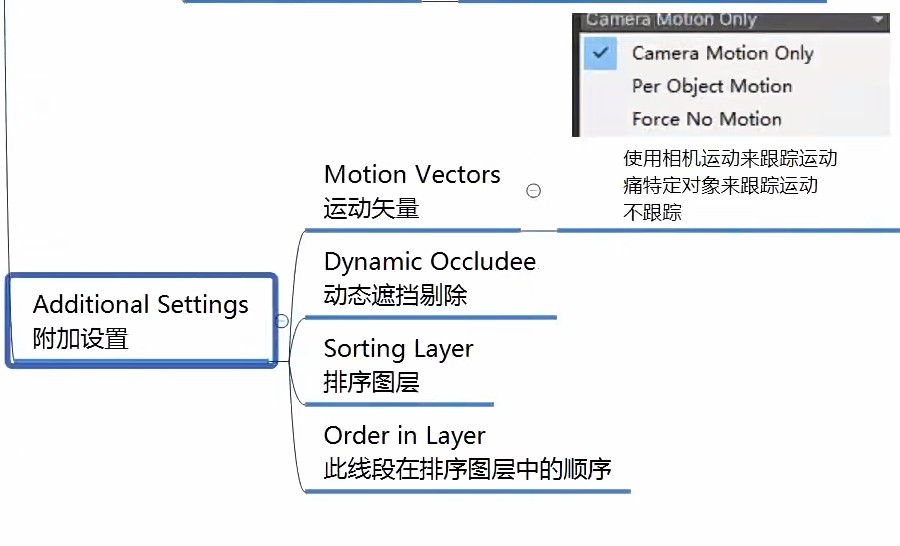 Camera Motion Only
Camera Motion Only
Per Object Motion
Force No Motion
使用相机运动来跟踪运动
痛特定对象来跟踪运动
不跟踪
Motion Vectors
运动矢量
Dynamic Occludee
动态遮挡剔除
Additional Settings
附加设置
Sorting Layer
排序图层
Order in Layer
此线段在排序图层中的顺序